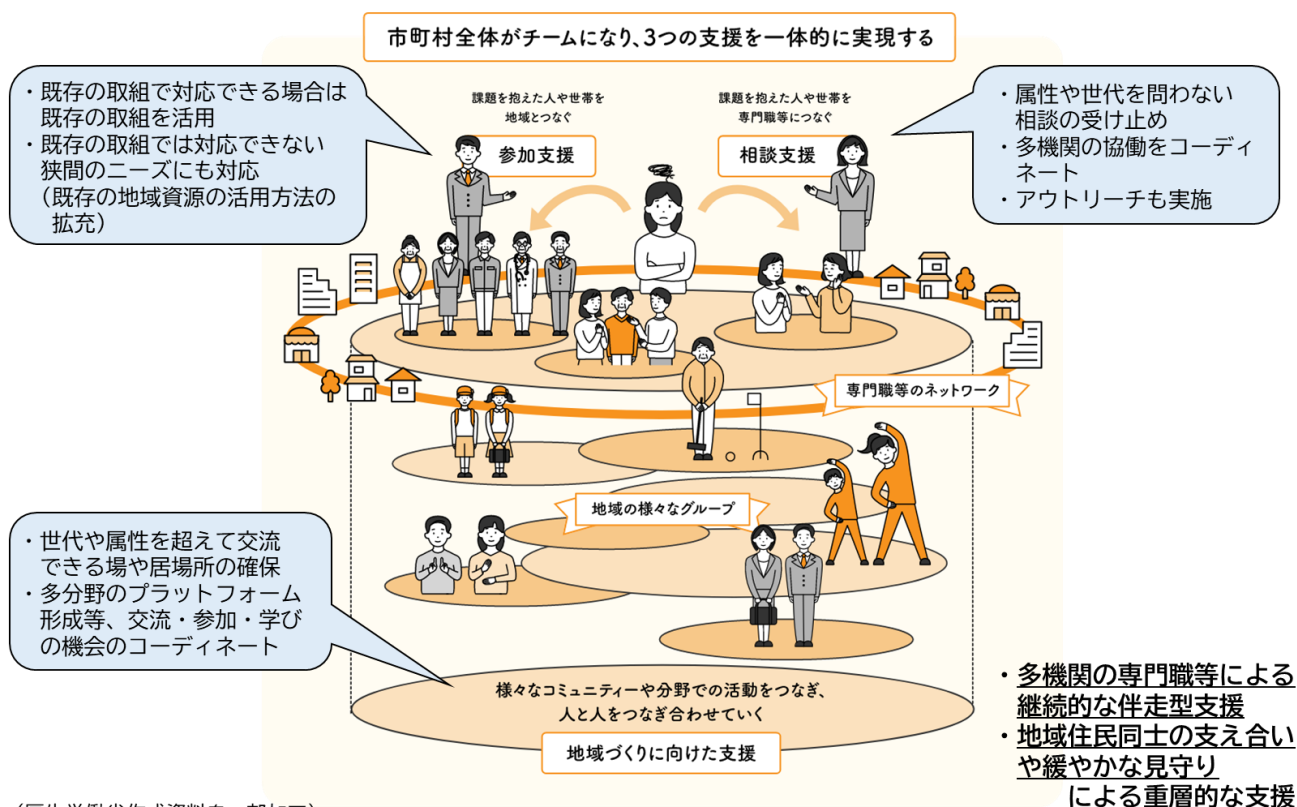 市町村全体がチームになり、3つの支援を一体的に実現する
・既存の取組で対応できる場合は
既存の取組を活用
・既存の取組では対応できない
狭間のニーズにも対応
（既存の地域資源の活用方法の
拡充）
課題を抱えた人や世帯を
地域とつなぐ
参加支援
課題を抱えた人や世帯を
専門職等につなぐ
相談支援
・属性や世代を問わない
相談の受け止め
・多機関の協働をコーディ
ネート
・アウトリーチも実施
専門職等のネットワーク
地域の様々なグループ
・世代や属性を超えて交流
できる場や居場所の確保
・多分野のプラットフォーム
形成等、交流・参加・学び
の機会のコーディネート
様々なコミュニティーや分野での活動をつなぎ、
人と人をつなぎ合わせていく
地域づくりに向けた支援
・多機関の専門職等による
継続的な伴走型支援
・地域住民同士の支え合い
や緩やかな見守り
による重層的な支援